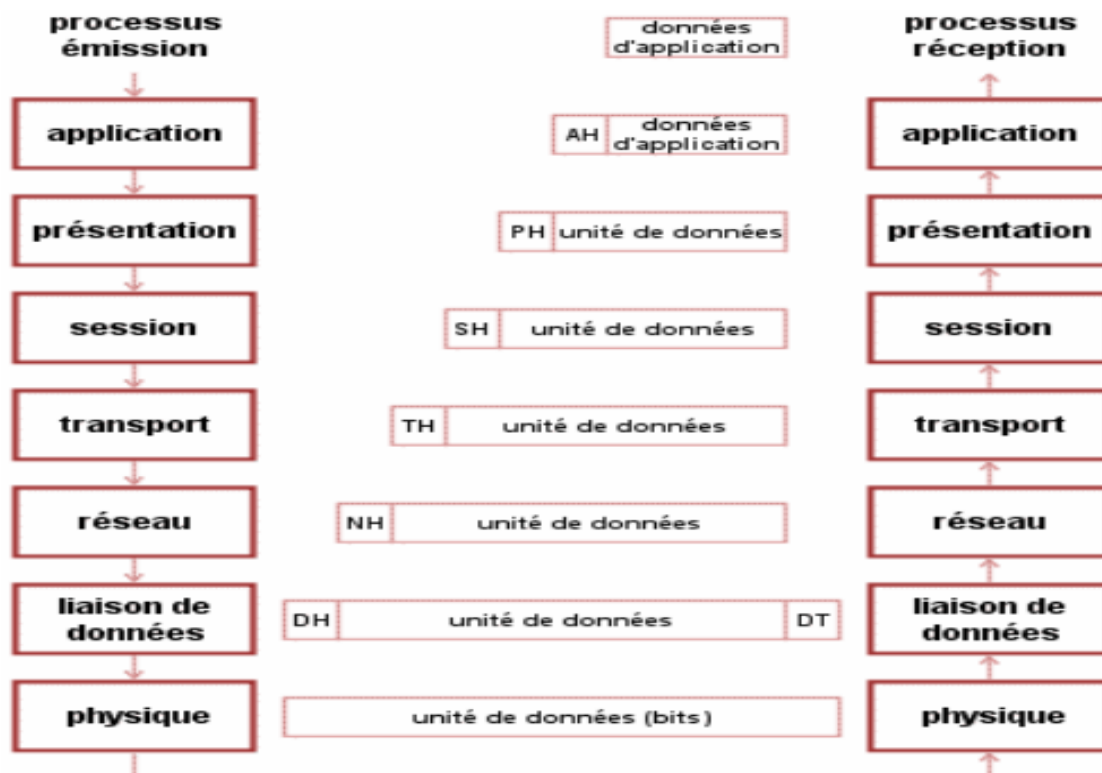 processus
émission
données
d'application
processus
réception
application
AH
données
d'application
application
présentation
PH
unité de données
présentation
session
SH
unité de données
session
transport
TH
unité de données
transport
réseau
NH
unité de données
réseau
liaison de
données
DH
unité de données
DT
liaison de
données
physique
unité de données (bits)
physique